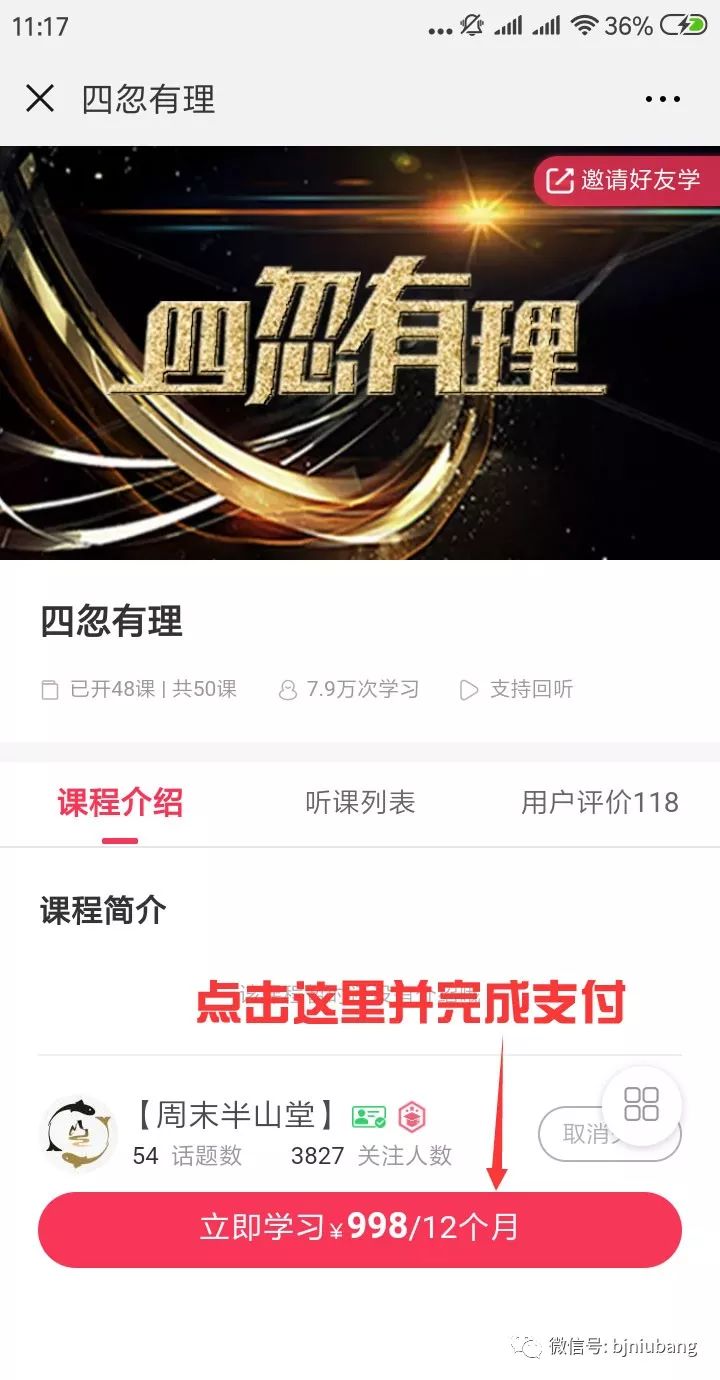 11:17
36%
四忽有理
邀请好友学
四忽有理
四忽有理
已开48课 | 共50课
7.9万次学习
支持回听
课程介绍
听课列表
用户评价118
课程简介
点击这里并完成支付
【周末半山堂】
54 话题数
3827 关注人数
取消
立即学习¥998/12个月
微信号: bjniubang